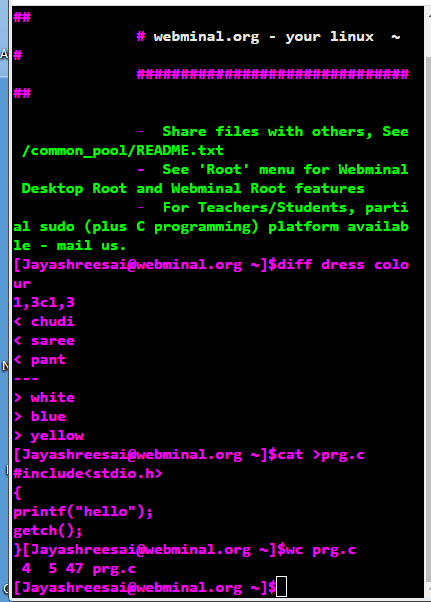 ##
# webminal.org - your linux ~
#
###############################
##
- Share files with others, See
/common_pool/README.txt
- See 'Root' menu for Webminal
Desktop Root and Webminal Root features
- For Teachers/Students, parti
al sudo (plus C programming) platform availab
le - mail us.
[Jayashreesai@webminal.org ~]$diff dress colo
ur
1,3c1,3
< chudi
< saree
< pant
---
> white
> blue
> yellow
[Jayashreesai@webminal.org ~]$cat >prg.c
#include<stdio.h>
{
printf("hello");
getch();
}[Jayashreesai@webminal.org ~]$wc prg.c
4 5 47 prg.c
[Jayashreesai@webminal.org ~]$